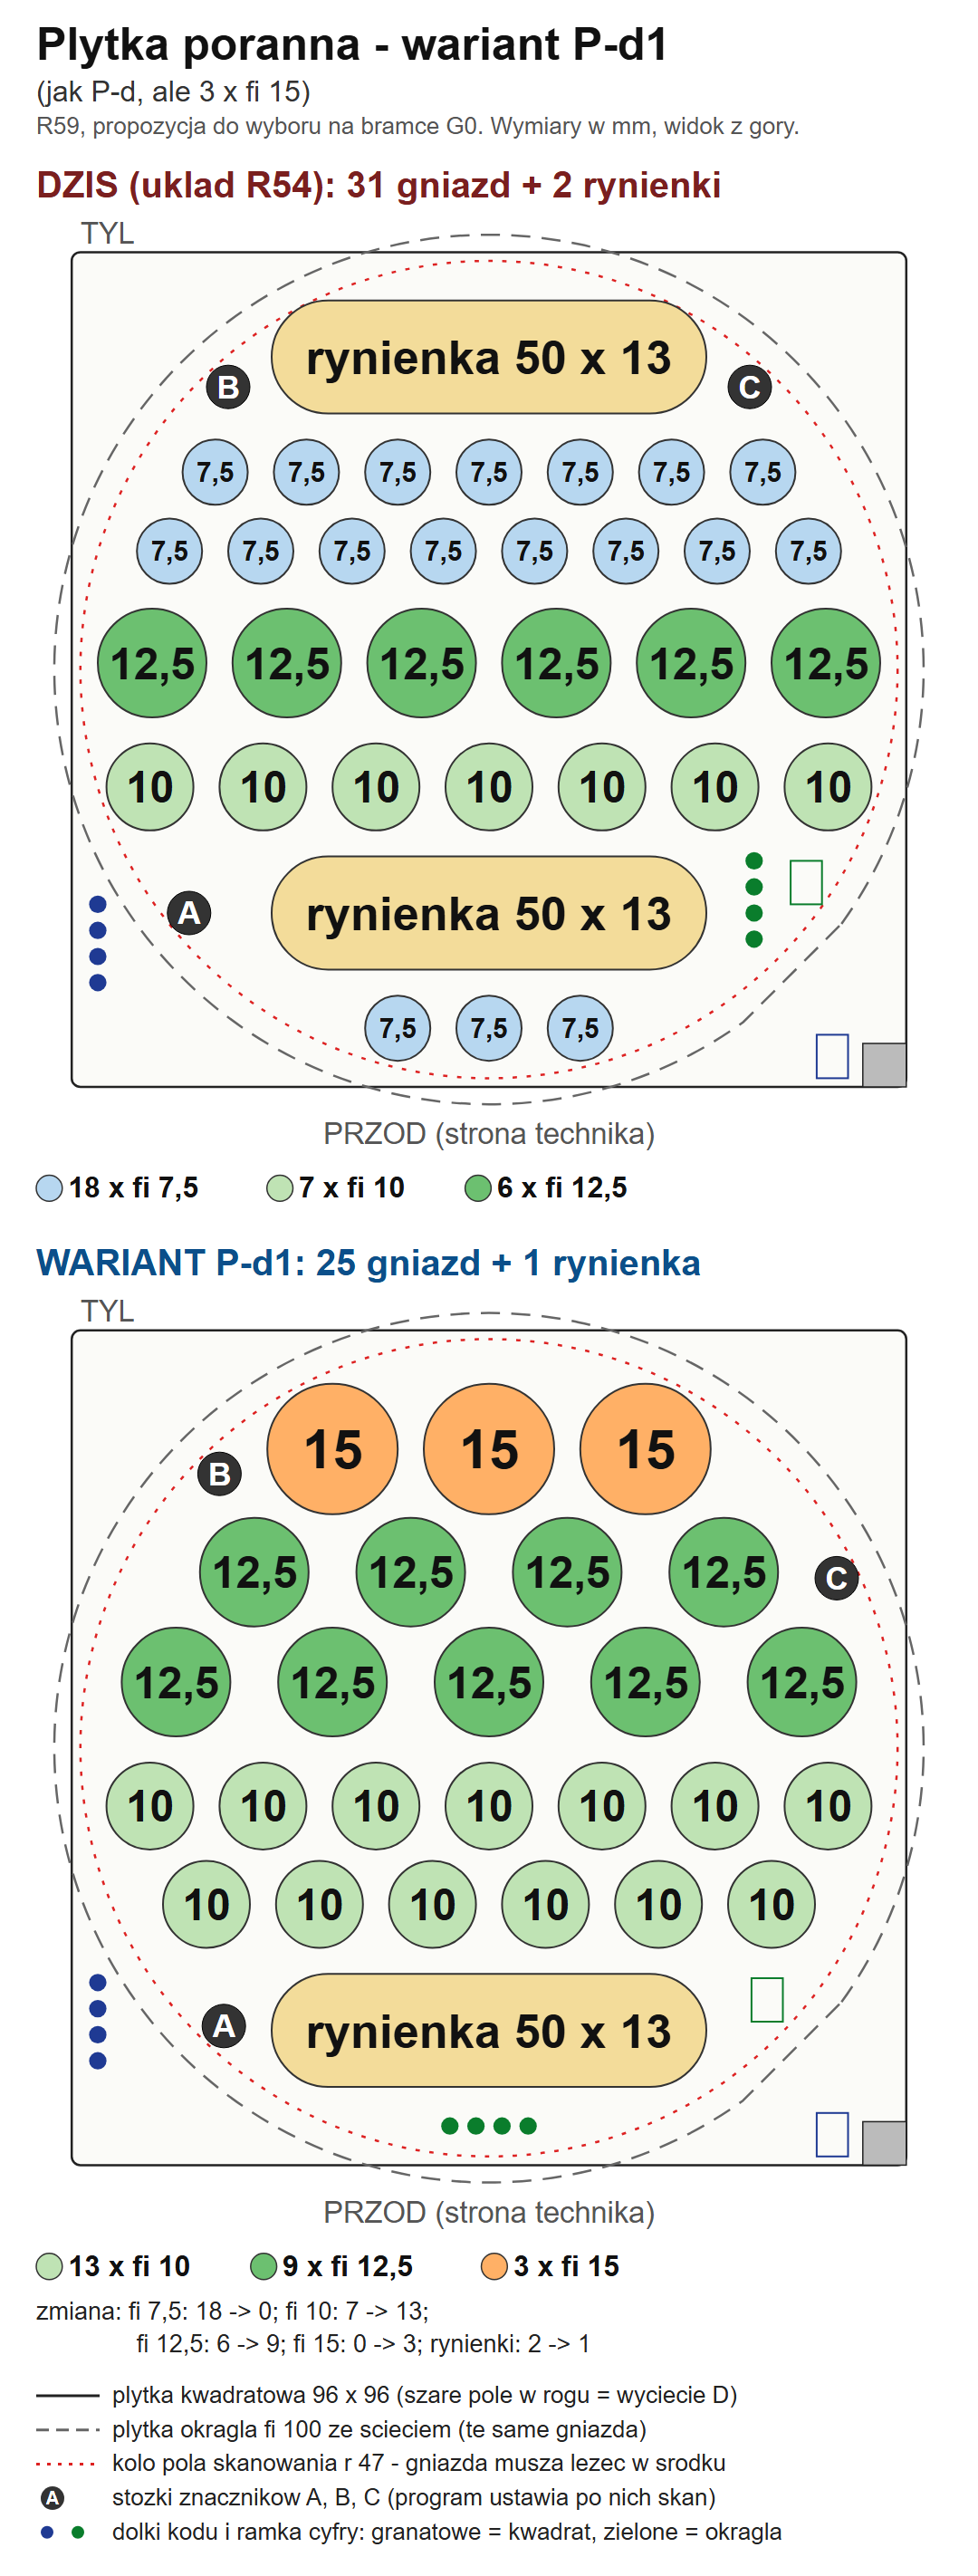 Plytka poranna - wariant P-d1
(jak P-d, ale 3 x fi 15)
R59, propozycja do wyboru na bramce G0. Wymiary w mm, widok z gory.
DZIS (uklad R54): 31 gniazd + 2 rynienki
TYL
rynienka 50 x 13
B C
7,5 7,5 7,5 7,5 7,5 7,5 7,5
7,5 7,5 7,5 7,5 7,5 7,5 7,5 7,5
12,5 12,5 12,5 12,5 12,5 12,5
10 10 10 10 10 10 10
A rynienka 50 x 13
7,5 7,5 7,5
PRZOD (strona technika)
18 x fi 7,5 7 x fi 10 6 x fi 12,5
WARIANT P-d1: 25 gniazd + 1 rynienka
TYL
15 15 15
B
12,5 12,5 12,5 12,5
C
12,5 12,5 12,5 12,5 12,5
10 10 10 10 10 10 10
10 10 10 10 10 10
A rynienka 50 x 13
PRZOD (strona technika)
13 x fi 10 9 x fi 12,5 3 x fi 15
zmiana: fi 7,5: 18 -> 0; fi 10: 7 -> 13;
fi 12,5: 6 -> 9; fi 15: 0 -> 3; rynienki: 2 -> 1
plytka kwadratowa 96 x 96 (szare pole w rogu = wyciecie D)
plytka okragla fi 100 ze scieciem (te same gniazda)
kolo pola skanowania r 47 - gniazda musza lezec w srodku
A stozki znacznikow A, B, C (program ustawia po nich skan)
dolki kodu i ramka cyfry: granatowe = kwadrat, zielone = okragla